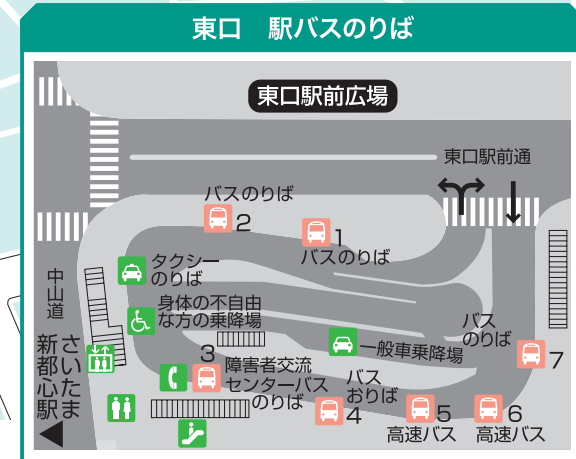 東口　駅バスのりば
東口駅前広場
東口駅前通
バスのりば
2
1
バスのりば
タクシー
のりば
身体の不自由
な方の乗降場
中山道
さいたま
新都心駅
一般車乗降場
バス
のりば
7
3
障害者交流
センターバス
のりば
バス
おりば
4
5
高速バス
6
高速バス